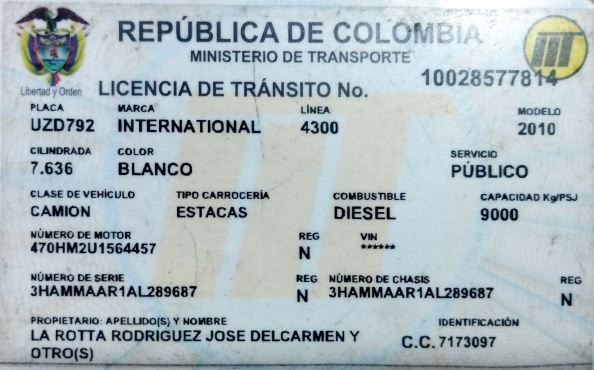 REPÚBLICA DE COLOMBIA
MINISTERIO DE TRANSPORTE
Libertad y Orden
LICENCIA DE TRÁNSITO No. 10028577814
PLACA MARCA LÍNEA MODELO
UZD792 INTERNATIONAL 4300 2010
CILINDRADA COLOR SERVICIO
7.636 BLANCO PÚBLICO
CLASE DE VEHÍCULO TIPO CARROCERÍA COMBUSTIBLE CAPACIDAD Kg/PSJ
CAMION ESTACAS DIESEL 9000
NÚMERO DE MOTOR REG VIN
470HM2U1564457 N ******
NÚMERO DE SERIE REG NÚMERO DE CHASIS REG
3HAMMAAR1AL289687 N 3HAMMAAR1AL289687 N
PROPIETARIO: APELLIDO(S) Y NOMBRE IDENTIFICACIÓN
LA ROTTA RODRIGUEZ JOSE DELCARMEN Y C.C. 7173097
OTRO(S)